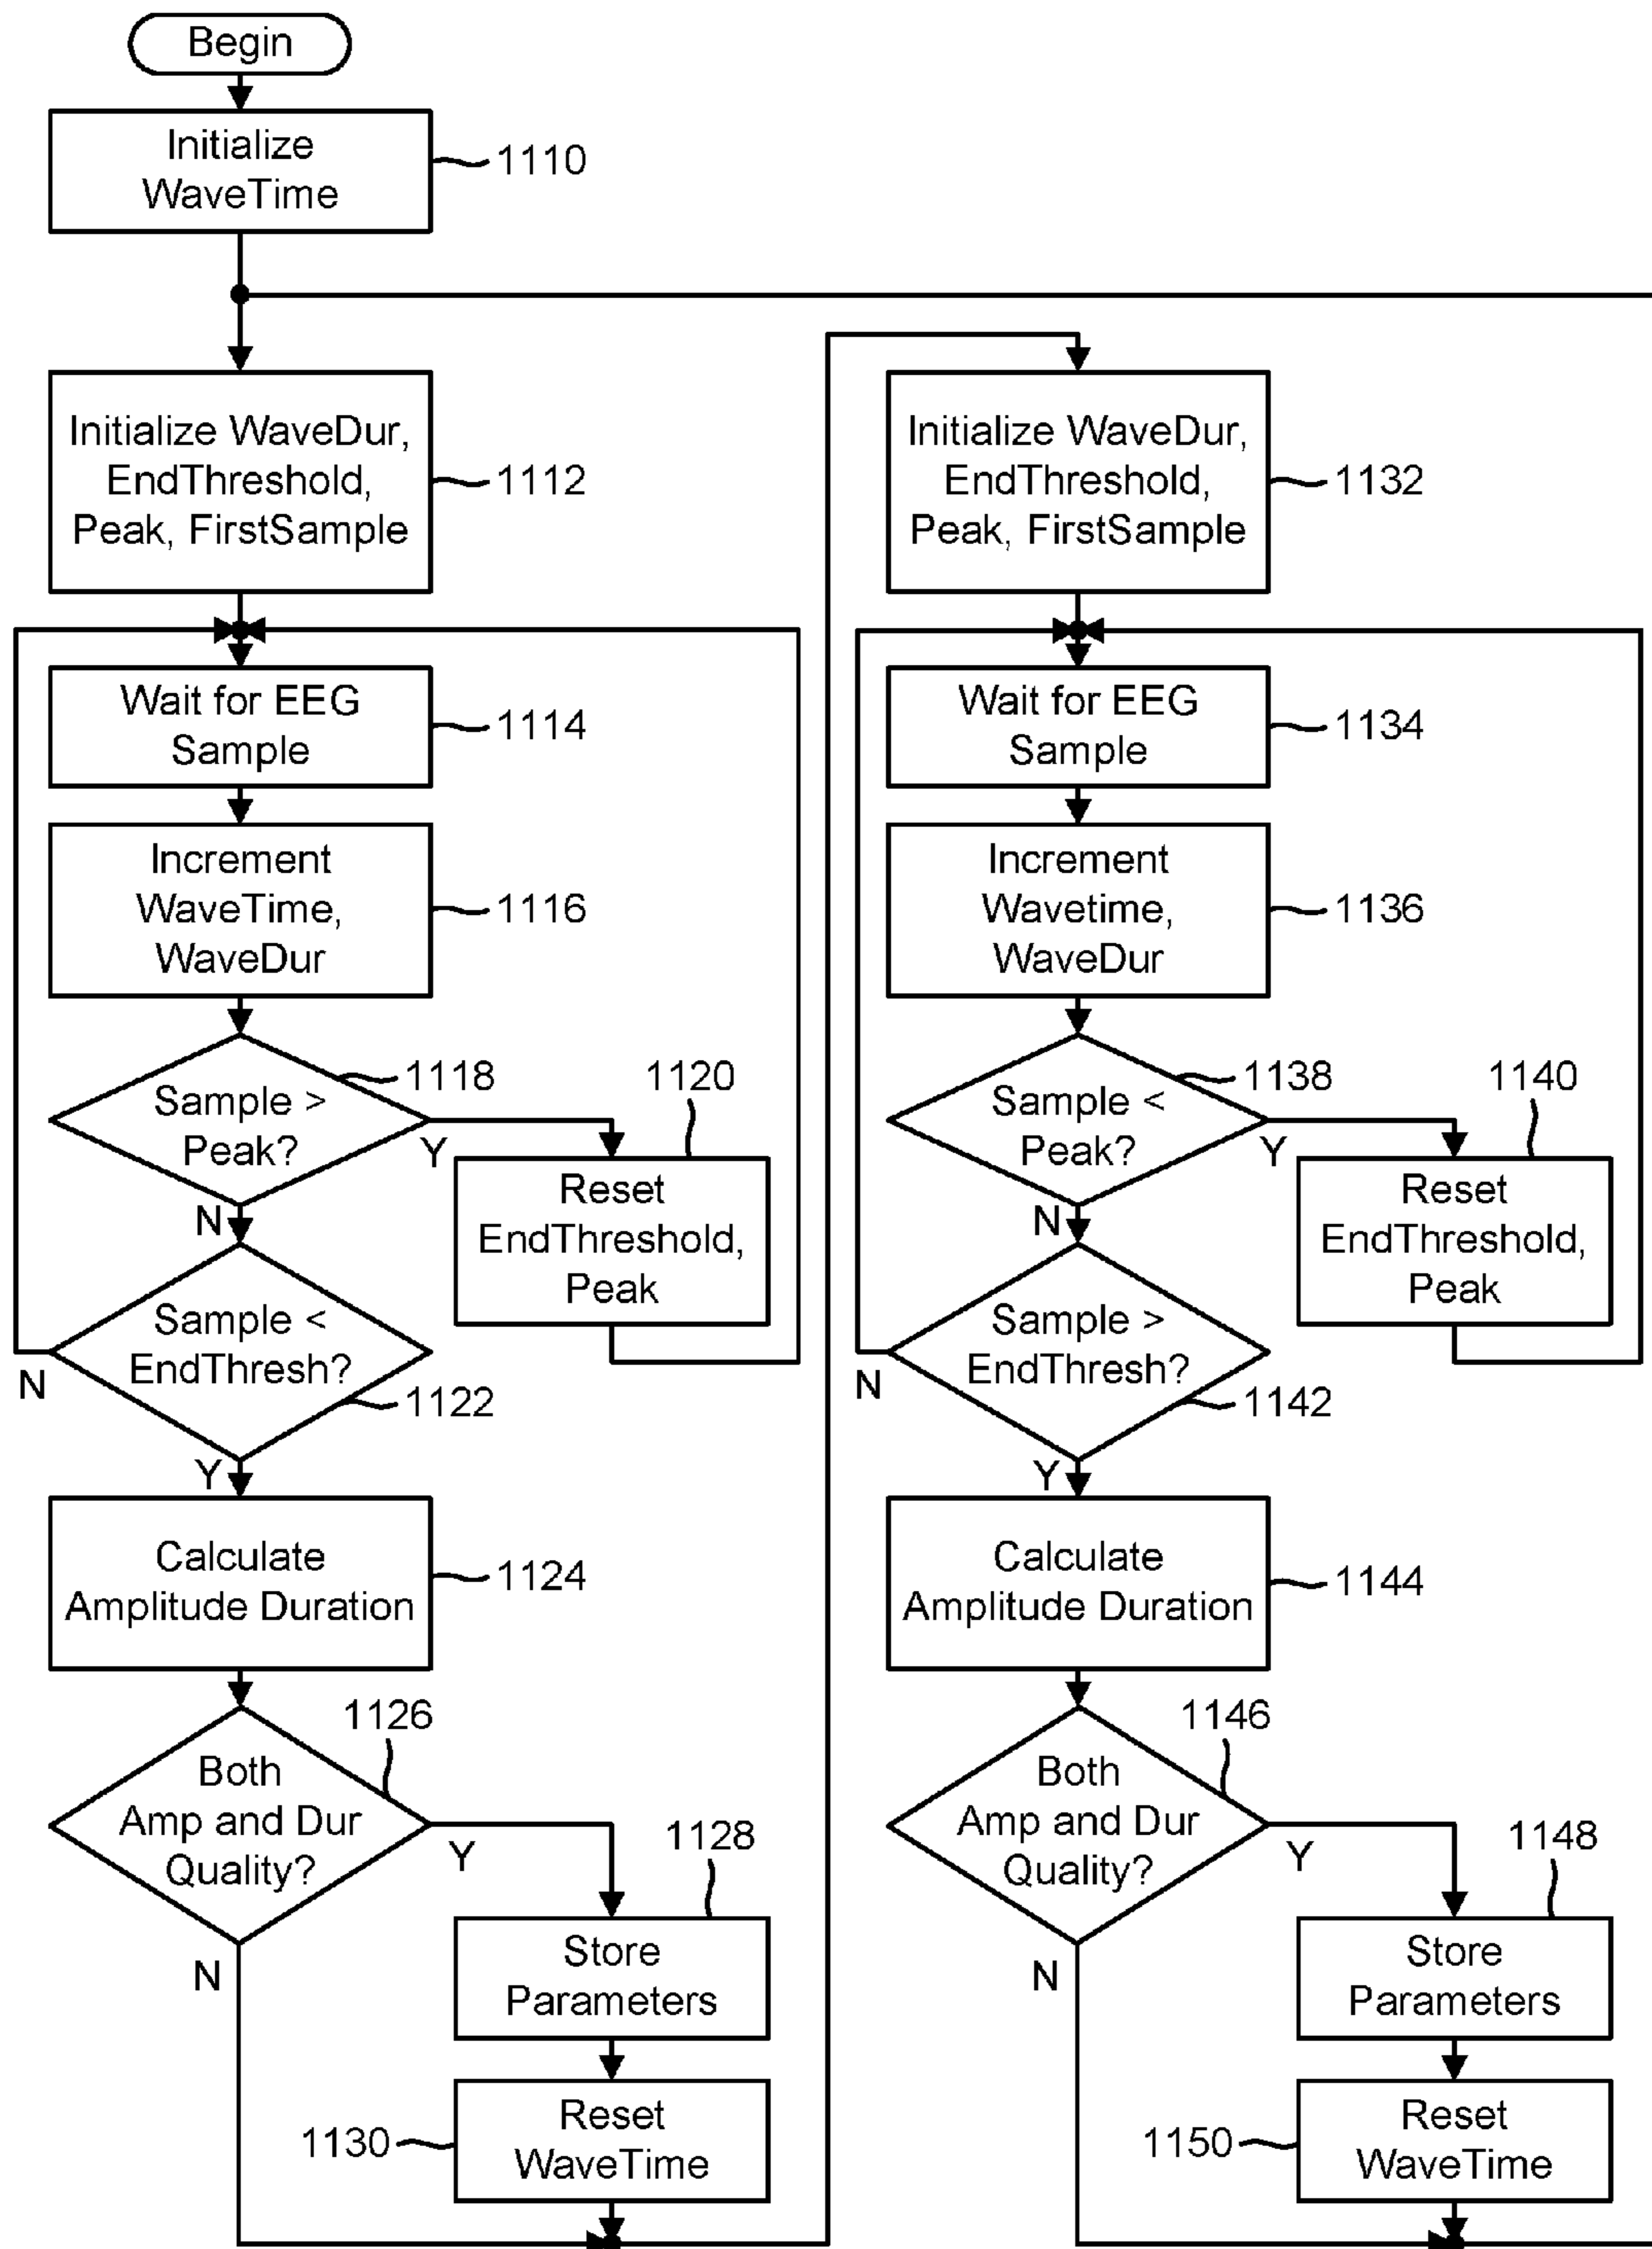 Begin
Initialize
WaveTime
1110
Initialize WaveDur,
EndThreshold,
Peak, FirstSample
1112
Wait for EEG
Sample
1114
Increment
WaveTime,
WaveDur
1116
Sample >
Peak?
1118
Y
N
1120
Reset
EndThreshold,
Peak
Sample <
EndThresh?
1122
N
Y
Calculate
Amplitude Duration
1124
Both
Amp and Dur
Quality?
1126
Y
N
1128
Store
Parameters
1130
Reset
WaveTime
Initialize WaveDur,
EndThreshold,
Peak, FirstSample
1132
Wait for EEG
Sample
1134
Increment
Wavetime,
WaveDur
1136
Sample <
Peak?
1138
Y
N
1140
Reset
EndThreshold,
Peak
Sample >
EndThresh?
1142
N
Y
Calculate
Amplitude Duration
1144
Both
Amp and Dur
Quality?
1146
Y
N
1148
Store
Parameters
1150
Reset
WaveTime